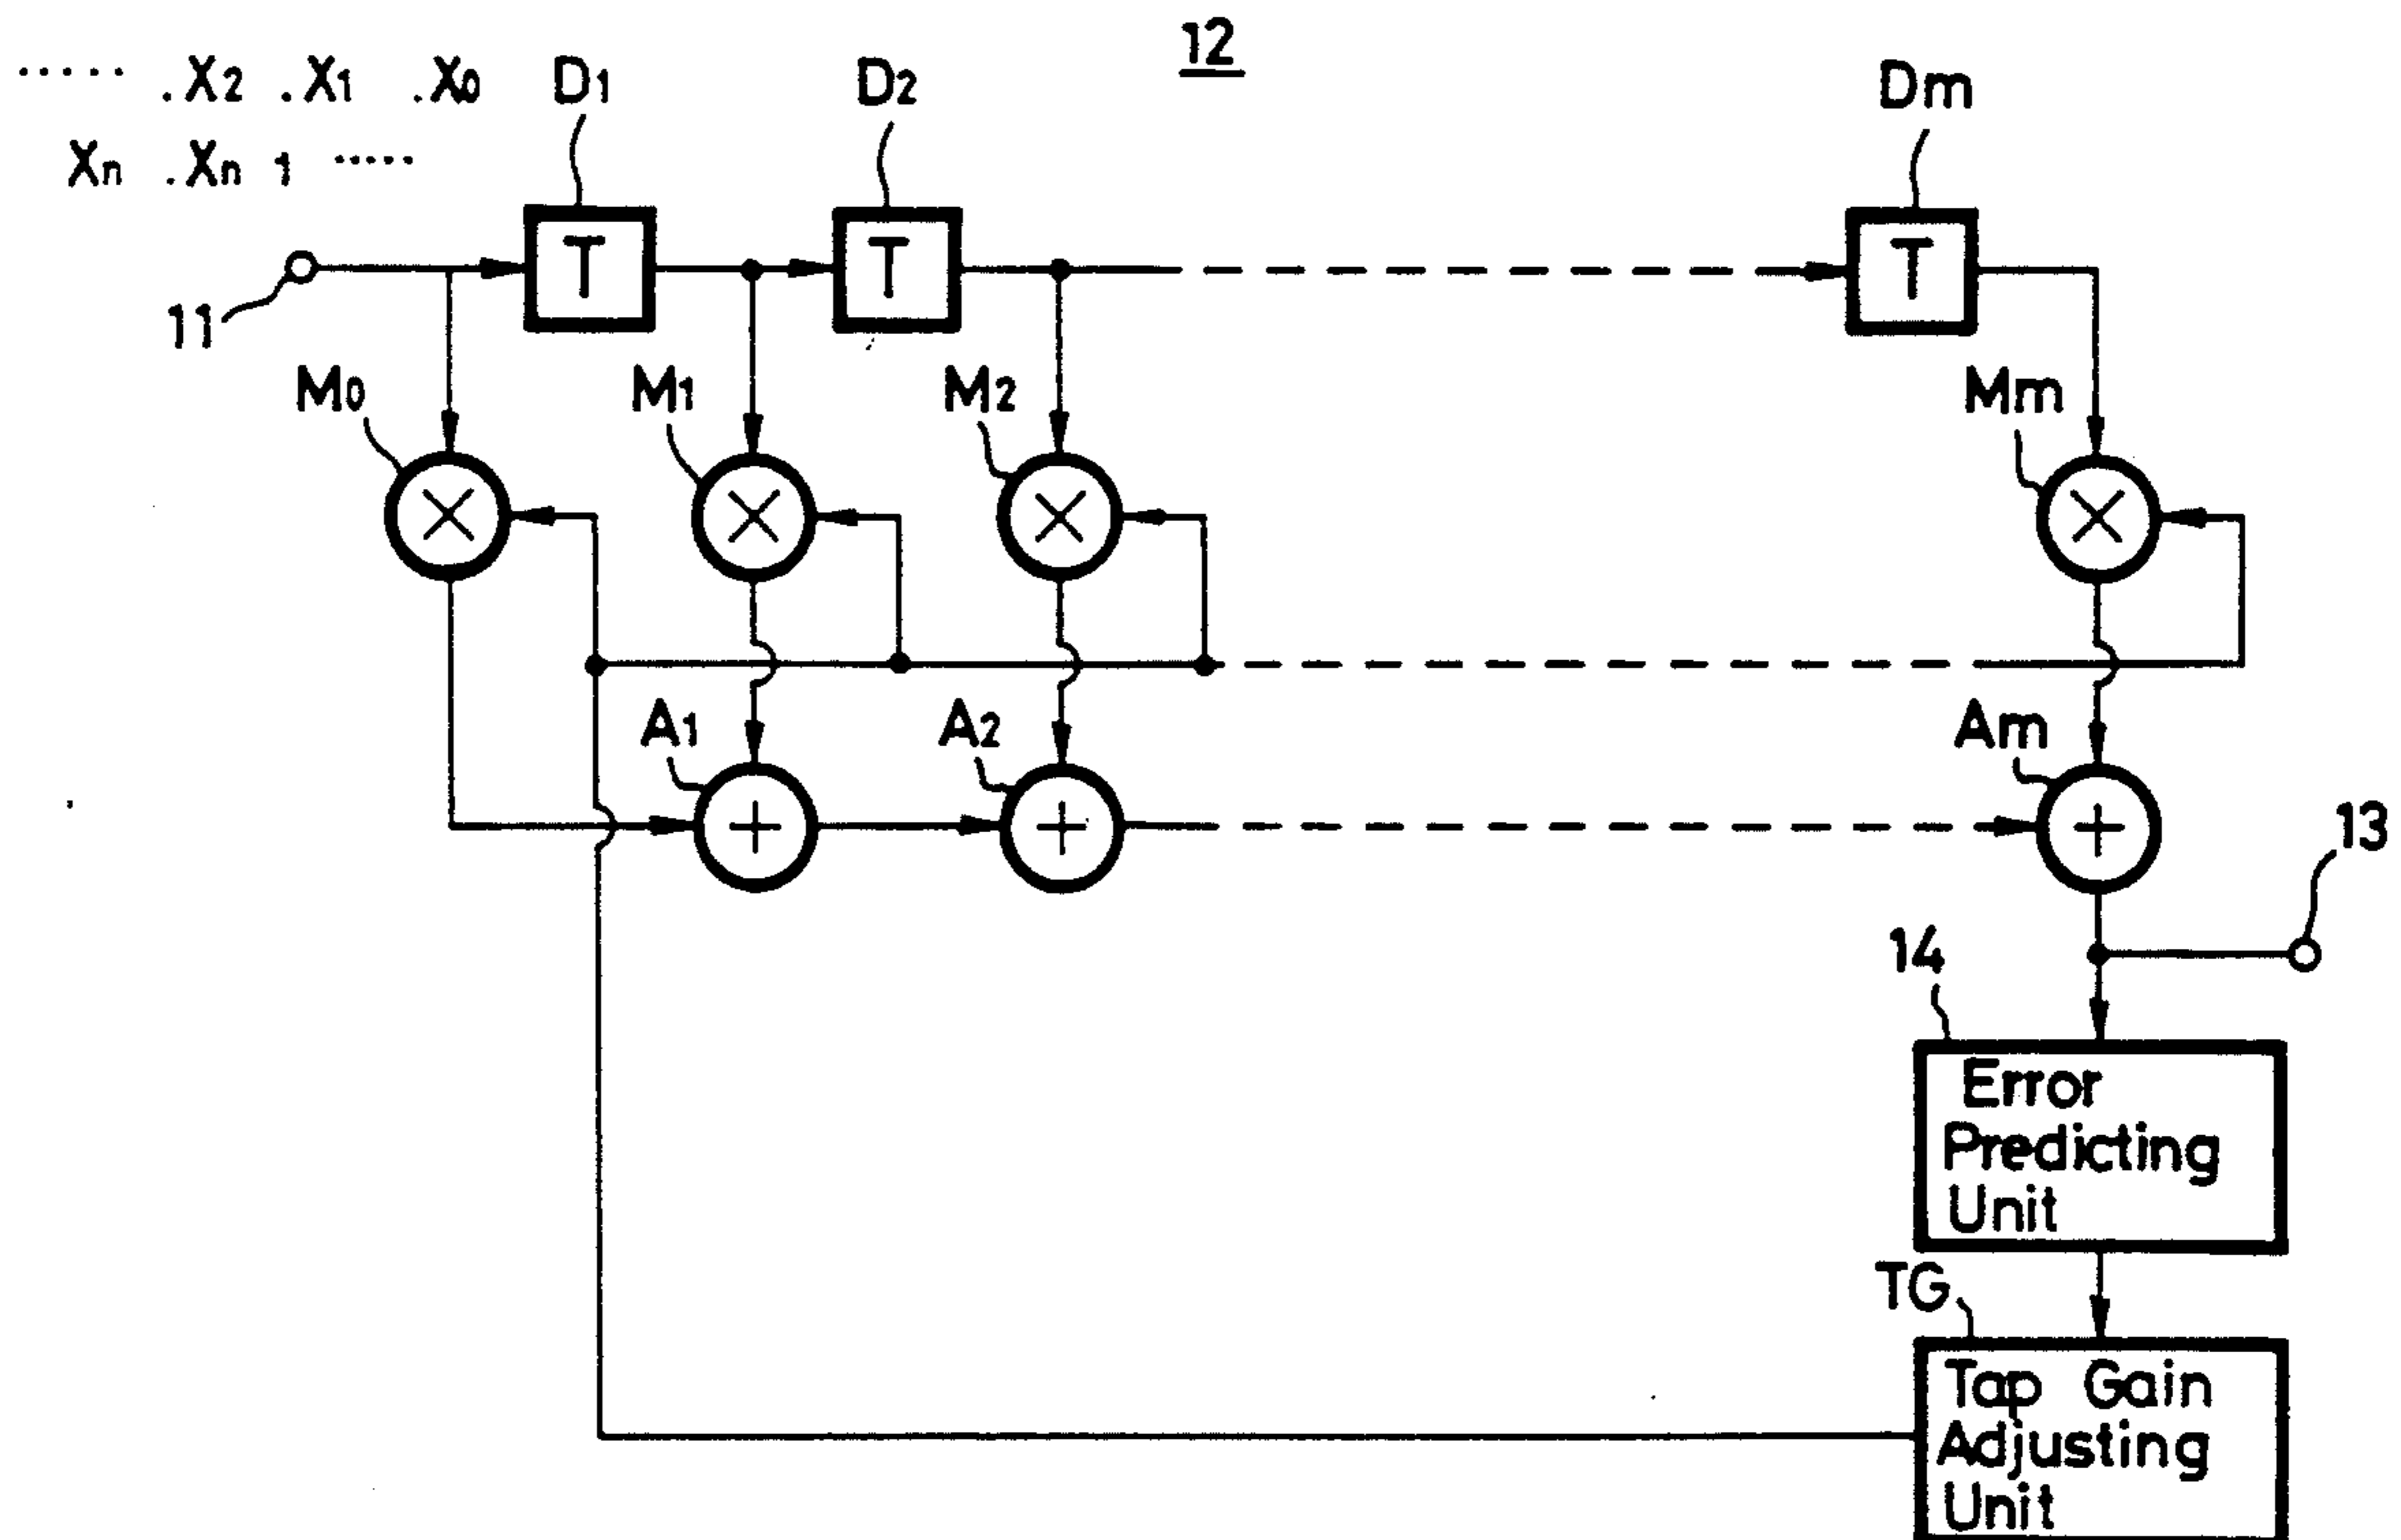 12
..... .X2 .X1 .X0 D1 D2 Dm
Xn .Xn 1 .....
T T T
11
M0 M1 M2 Mm
× × × ×
A1 A2 Am
+ + +
13
14
Error
Predicting
Unit
TG
Tap Gain
Adjusting
Unit